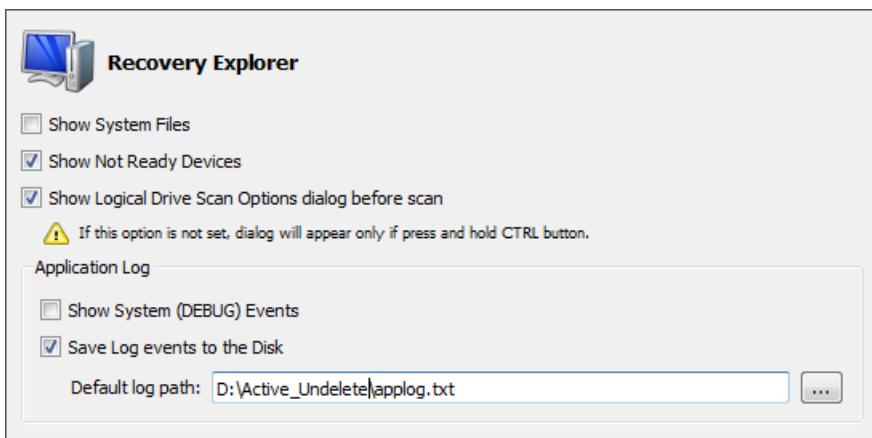 Recovery Explorer
Show System Files
Show Not Ready Devices
Show Logical Drive Scan Options dialog before scan
If this option is not set, dialog will appear only if press and hold CTRL button.
Application Log
Show System (DEBUG) Events
Save Log events to the Disk
Default log path: D:\Active_Undelete\applog.txt ...